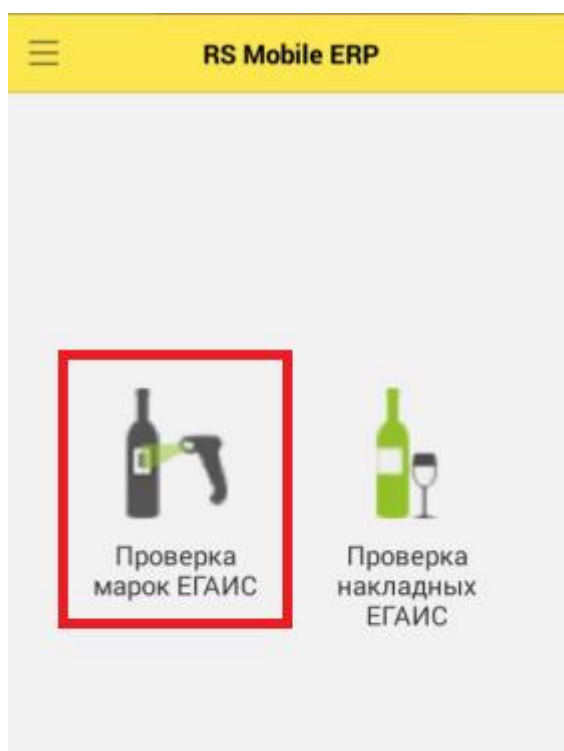 RS Mobile ERP
Проверка
марок ЕГАИС
Проверка
накладных
ЕГАИС